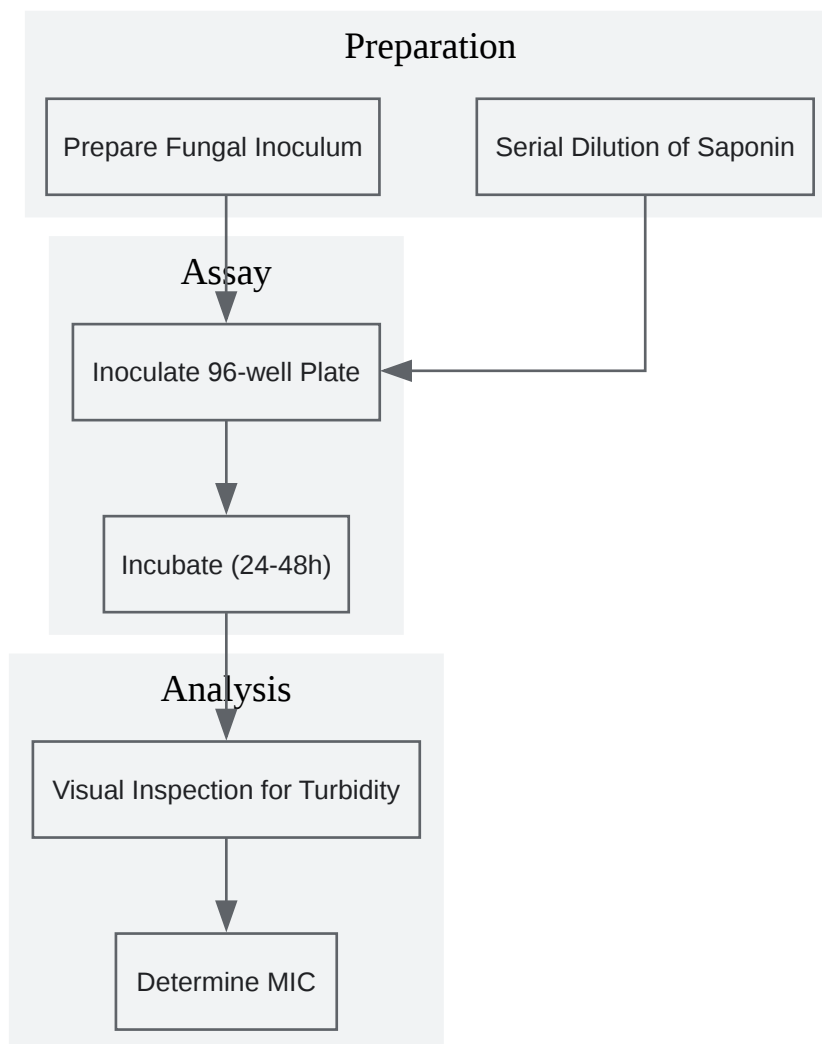 Preparation
Prepare Fungal Inoculum
Serial Dilution of Saponin
Assay
Inoculate 96-well Plate
Incubate (24-48h)
Analysis
Visual Inspection for Turbidity
Determine MIC